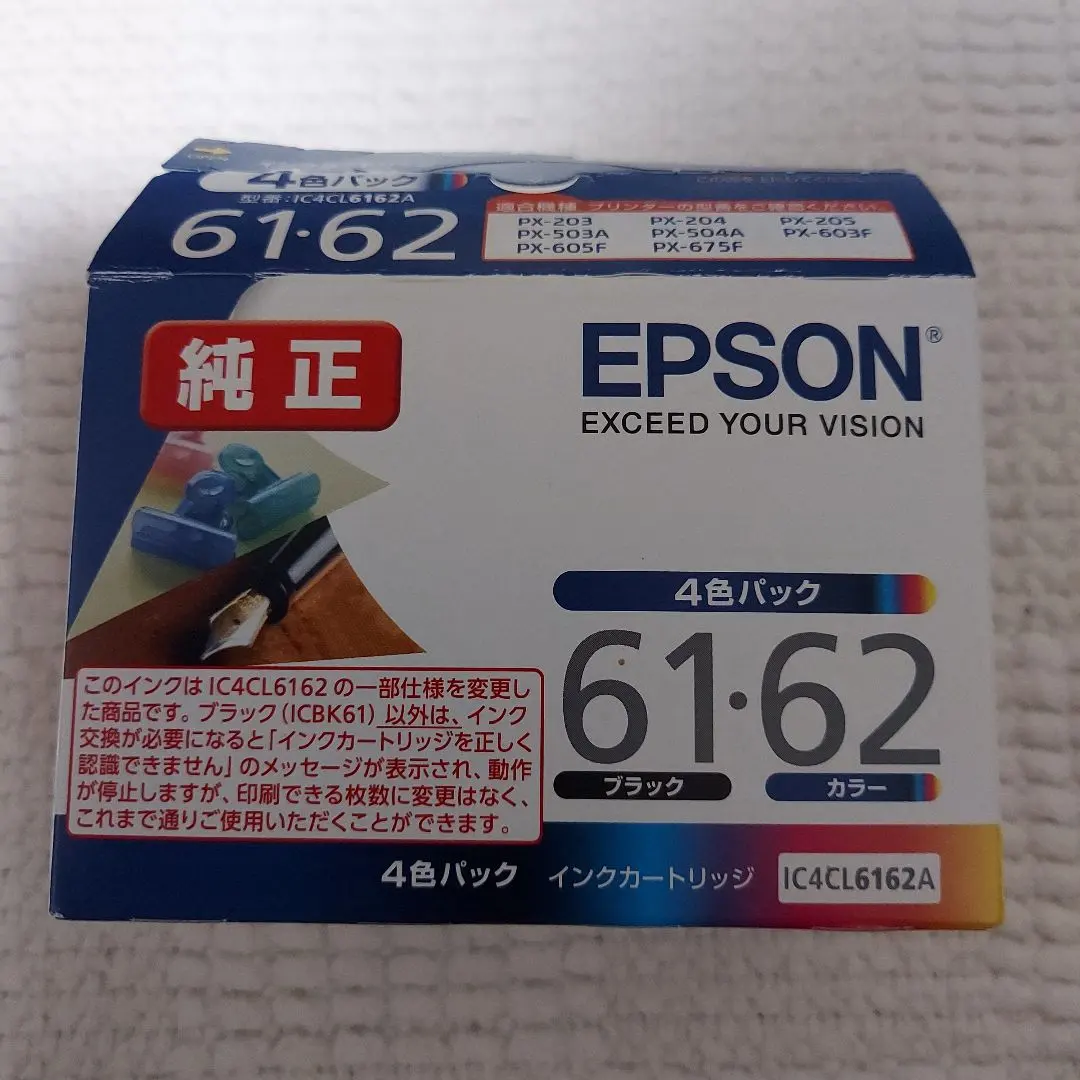 4色パック
型番:IC4CL6162A
61・62
適合機種 プリンターの型番をご確認ください。
PX-203 PX-204 PX-205
PX-503A PX-504A PX-603F
PX-605F PX-675F
純正
EPSON®
EXCEED YOUR VISION
4色パック
61・62
ブラック カラー
このインクは IC4CL6162 の一部仕様を変更し
た商品です。ブラック(ICBK61)以外は、インク
交換が必要になると「インクカートリッジを正しく
認識できません」のメッセージが表示され、動作
が停止しますが、印刷できる枚数に変更はなく、
これまで通りご使用いただくことができます。
4色パック インクカートリッジ IC4CL6162A